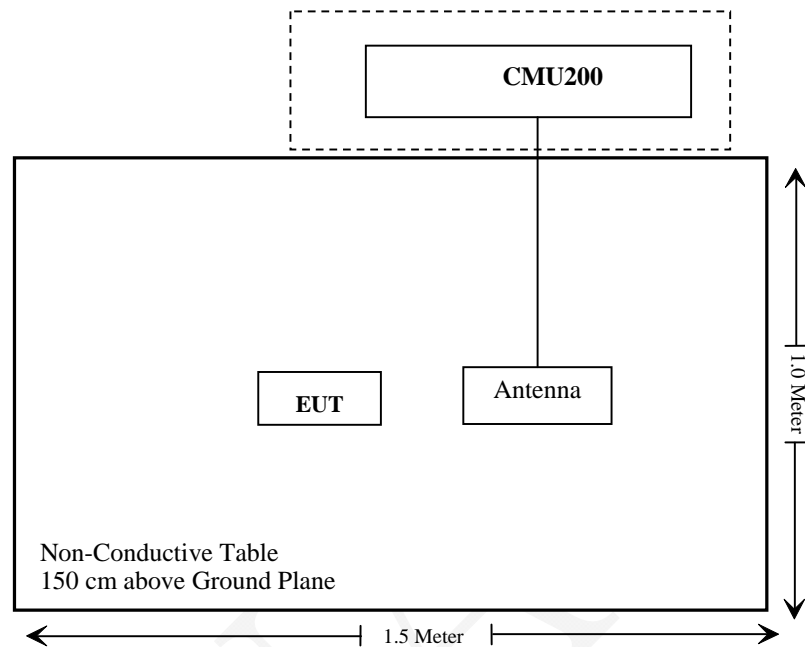 CMU200
EUT
Antenna
1.0 Meter
Non-Conductive Table
150 cm above Ground Plane
1.5 Meter